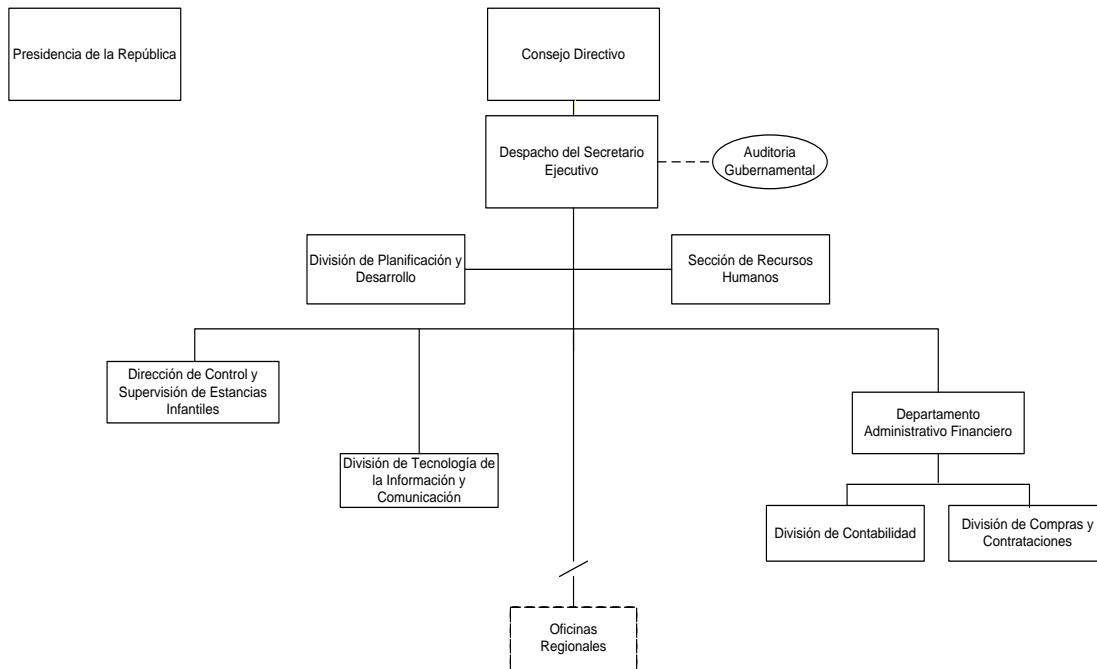 Presidencia de la República
Consejo Directivo
Despacho del Secretario
Ejecutivo
Auditoria
Gubernamental
División de Planificación y
Desarrollo
Sección de Recursos
Humanos
Dirección de Control y
Supervisión de Estancias
Infantiles
Departamento
Administrativo Financiero
División de Tecnología de
la Información y
Comunicación
División de Contabilidad
División de Compras y
Contrataciones
Oficinas
Regionales